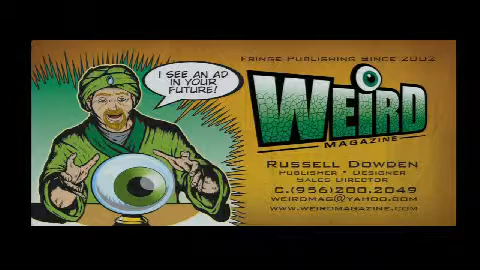 I SEE AN AD
IN YOUR
FUTURE!
FRINGE PUBLISHING SINCE 2002
WEIRD
MAGAZINE
RUSSELL DOWDEN
PUBLISHER * DESIGNER
SALES DIRECTOR
C.(956)200.2049
WEIRDMAG@YAHOO.COM
WWW.WEIRDMAGAZINE.COM